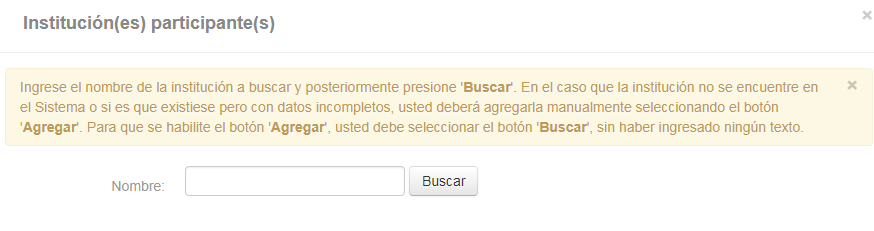 Institución(es) participante(s)
Ingrese el nombre de la institución a buscar y posteriormente presione 'Buscar'. En el caso que la institución no se encuentre en
el Sistema o si es que existiese pero con datos incompletos, usted deberá agregarla manualmente seleccionando el botón
'Agregar'. Para que se habilite el botón 'Agregar', usted debe seleccionar el botón 'Buscar', sin haber ingresado ningún texto.
Nombre: Buscar